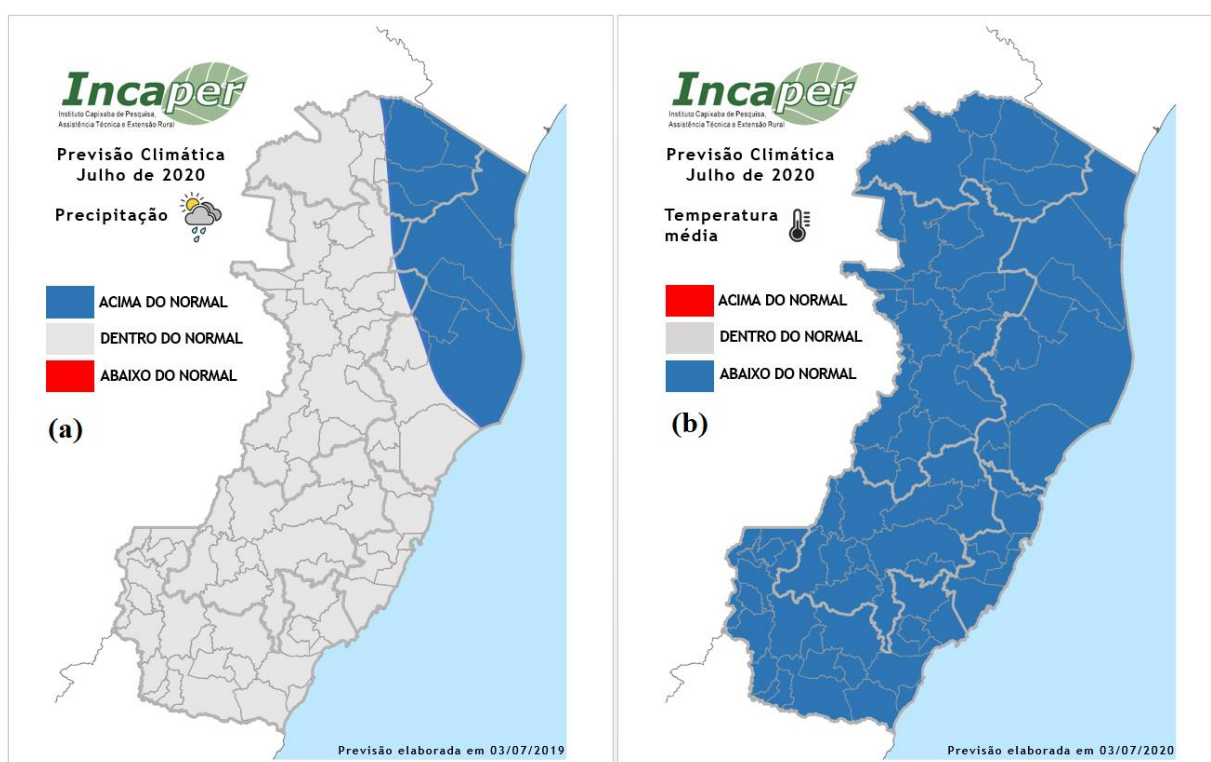 Incaper
Instituto Capixaba de Pesquisa,
Assistência Técnica e Extensão Rural
Previsão Climática
Julho de 2020
Precipitação
ACIMA DO NORMAL
DENTRO DO NORMAL
ABAIXO DO NORMAL
(a)
Previsão elaborada em 03/07/2019
Incaper
Instituto Capixaba de Pesquisa,
Assistência Técnica e Extensão Rural
Previsão Climática
Julho de 2020
Temperatura
média
ACIMA DO NORMAL
DENTRO DO NORMAL
ABAIXO DO NORMAL
(b)
Previsão elaborada em 03/07/2020